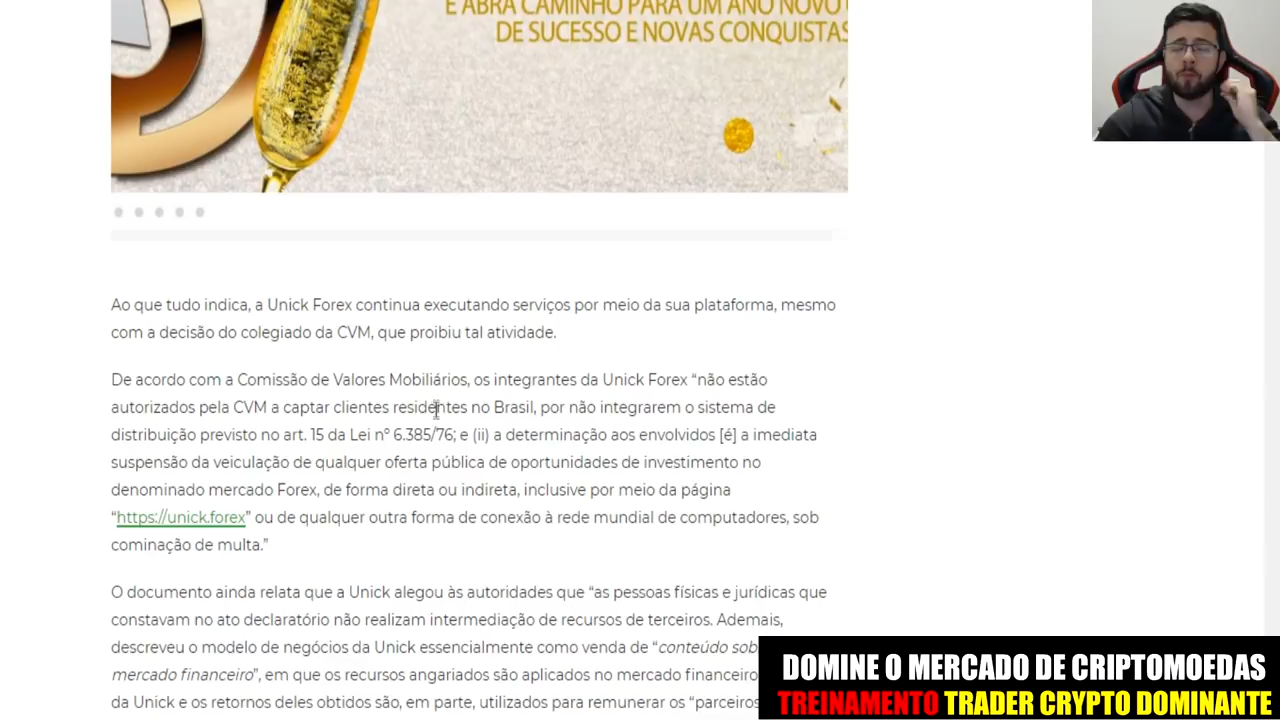 E ABRA CAMINHO PARA UM ANO NOVO
DE SUCESSO E NOVAS CONQUISTAS
Ao que tudo indica, a Unick Forex continua executando serviços por meio da sua plataforma, mesmo
com a decisão do colegiado da CVM, que proibiu tal atividade.
De acordo com a Comissão de Valores Mobiliários, os integrantes da Unick Forex “não estão
autorizados pela CVM a captar clientes residentes no Brasil, por não integrarem o sistema de
distribuição previsto no art. 15 da Lei nº 6.385/76; e (ii) a determinação aos envolvidos [é] a imediata
suspensão da veiculação de qualquer oferta pública de oportunidades de investimento no
denominado mercado Forex, de forma direta ou indireta, inclusive por meio da página
“https://unick.forex” ou de qualquer outra forma de conexão à rede mundial de computadores, sob
cominação de multa.”
O documento ainda relata que a Unick alegou às autoridades que “as pessoas físicas e jurídicas que
constavam no ato declaratório não realizam intermediação de recursos de terceiros. Ademais,
descreveu o modelo de negócios da Unick essencialmente como venda de “conteúdo sob
mercado financeiro”, em que os recursos angariados são aplicados no mercado financeiro
da Unick e os retornos deles obtidos são, em parte, utilizados para remunerar os “parceiros
DOMINE O MERCADO DE CRIPTOMOEDAS
TREINAMENTO TRADER CRYPTO DOMINANTE